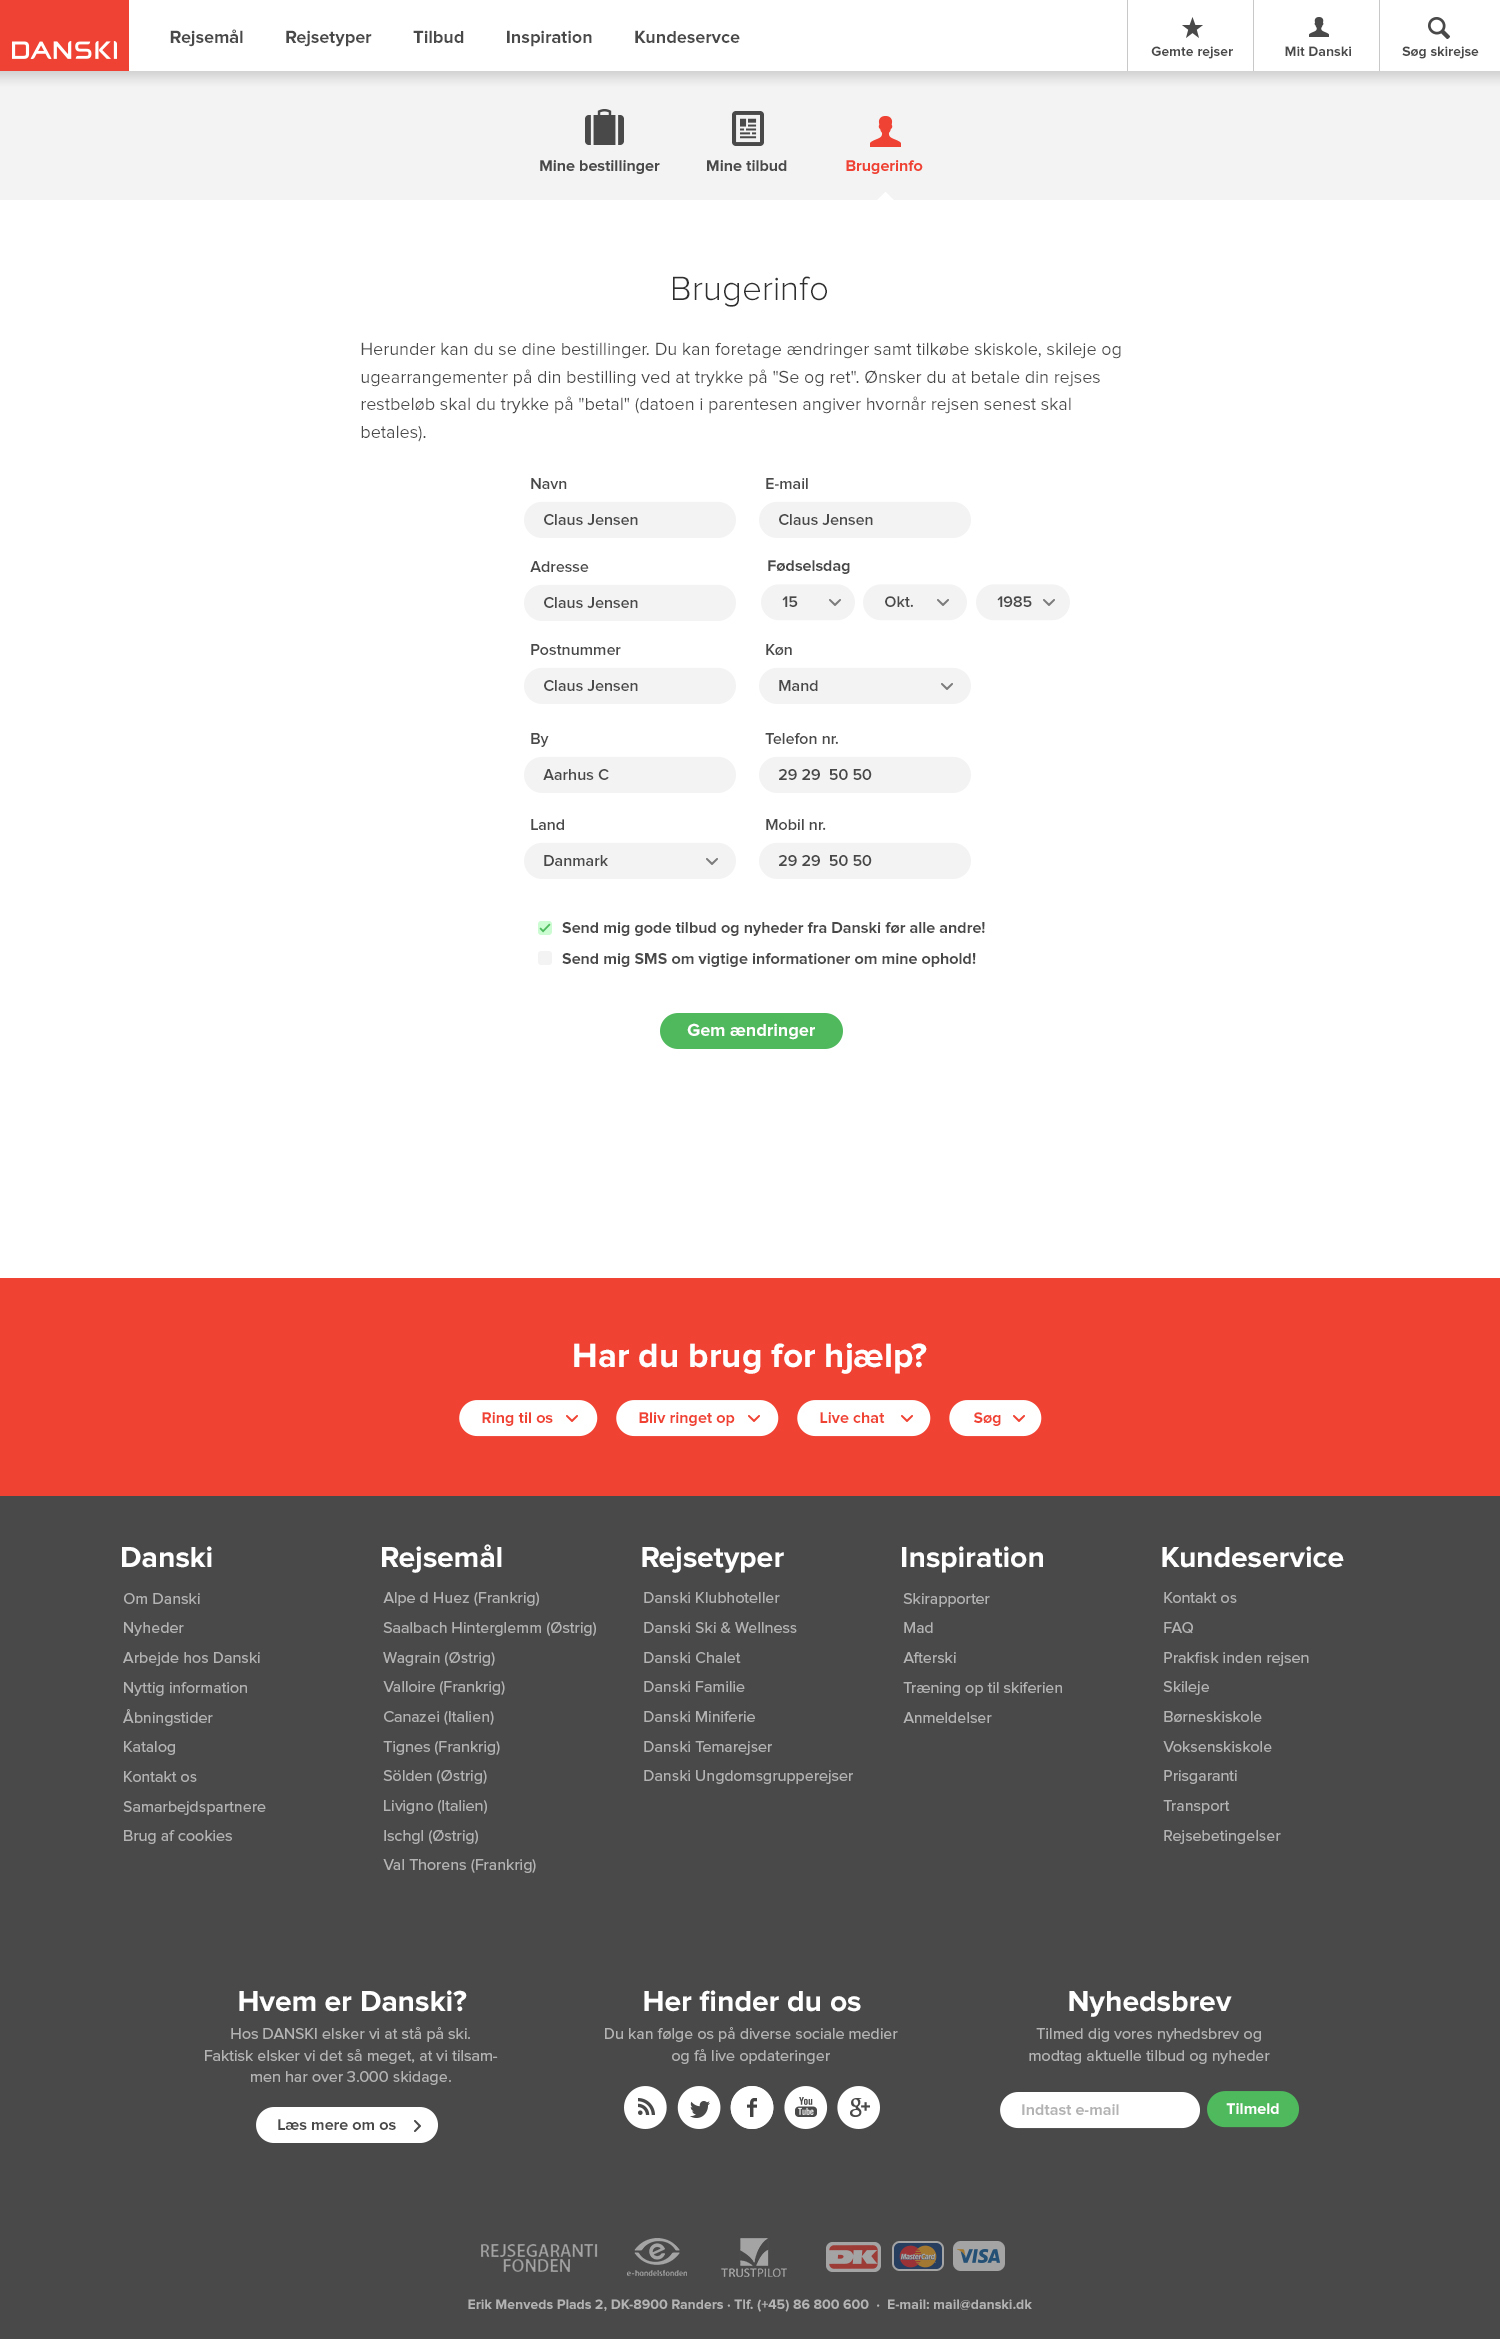 DANSKI
Rejsemål
Rejsetyper
Tilbud
Inspiration
Kundeservce
Gemte rejser
Mit Danski
Søg skirejse
Mine bestillinger
Mine tilbud
Brugerinfo
Brugerinfo
Herunder kan du se dine bestillinger. Du kan foretage ændringer samt tilkøbe skiskole, skileje og
ugearrangementer på din bestilling ved at trykke på "Se og ret". Ønsker du at betale din rejses
restbeløb skal du trykke på "betal" (datoen i parentesen angiver hvornår rejsen senest skal
betales).
Navn
E-mail
Claus Jensen
Claus Jensen
Adresse
Fødselsdag
Claus Jensen
15
Okt.
1985
Postnummer
Køn
Claus Jensen
Mand
By
Telefon nr.
Aarhus C
29 29  50 50
Land
Mobil nr.
Danmark
29 29  50 50
Send mig gode tilbud og nyheder fra Danski før alle andre!
Send mig SMS om vigtige informationer om mine ophold!
Gem ændringer
Har du brug for hjælp?
Ring til os
Bliv ringet op
Live chat
Søg
Danski
Om Danski
Nyheder
Arbejde hos Danski
Nyttig information
Åbningstider
Katalog
Kontakt os
Samarbejdspartnere
Brug af cookies
Rejsemål
Alpe d Huez (Frankrig)
Saalbach Hinterglemm (Østrig)
Wagrain (Østrig)
Valloire (Frankrig)
Canazei (Italien)
Tignes (Frankrig)
Sölden (Østrig)
Livigno (Italien)
Ischgl (Østrig)
Val Thorens (Frankrig)
Rejsetyper
Danski Klubhoteller
Danski Ski & Wellness
Danski Chalet
Danski Familie
Danski Miniferie
Danski Temarejser
Danski Ungdomsgrupperejser
Inspiration
Skirapporter
Mad
Afterski
Træning op til skiferien
Anmeldelser
Kundeservice
Kontakt os
FAQ
Prakfisk inden rejsen
Skileje
Børneskiskole
Voksenskiskole
Prisgaranti
Transport
Rejsebetingelser
Hvem er Danski?
Hos DANSKI elsker vi at stå på ski.
Faktisk elsker vi det så meget, at vi tilsam-
men har over 3.000 skidage.
Læs mere om os
Her finder du os
Du kan følge os på diverse sociale medier
og få live opdateringer
f
You
Tube
g+
Nyhedsbrev
Tilmed dig vores nyhedsbrev og
modtag aktuelle tilbud og nyheder
Indtast e-mail
Tilmeld
REJSEGARANTI
FONDEN
e
e-handelsfonden
TRUSTPILOT
DK
MasterCard
VISA
Erik Menveds Plads 2, DK-8900 Randers · Tlf. (+45) 86 800 600  ·  E-mail: mail@danski.dk